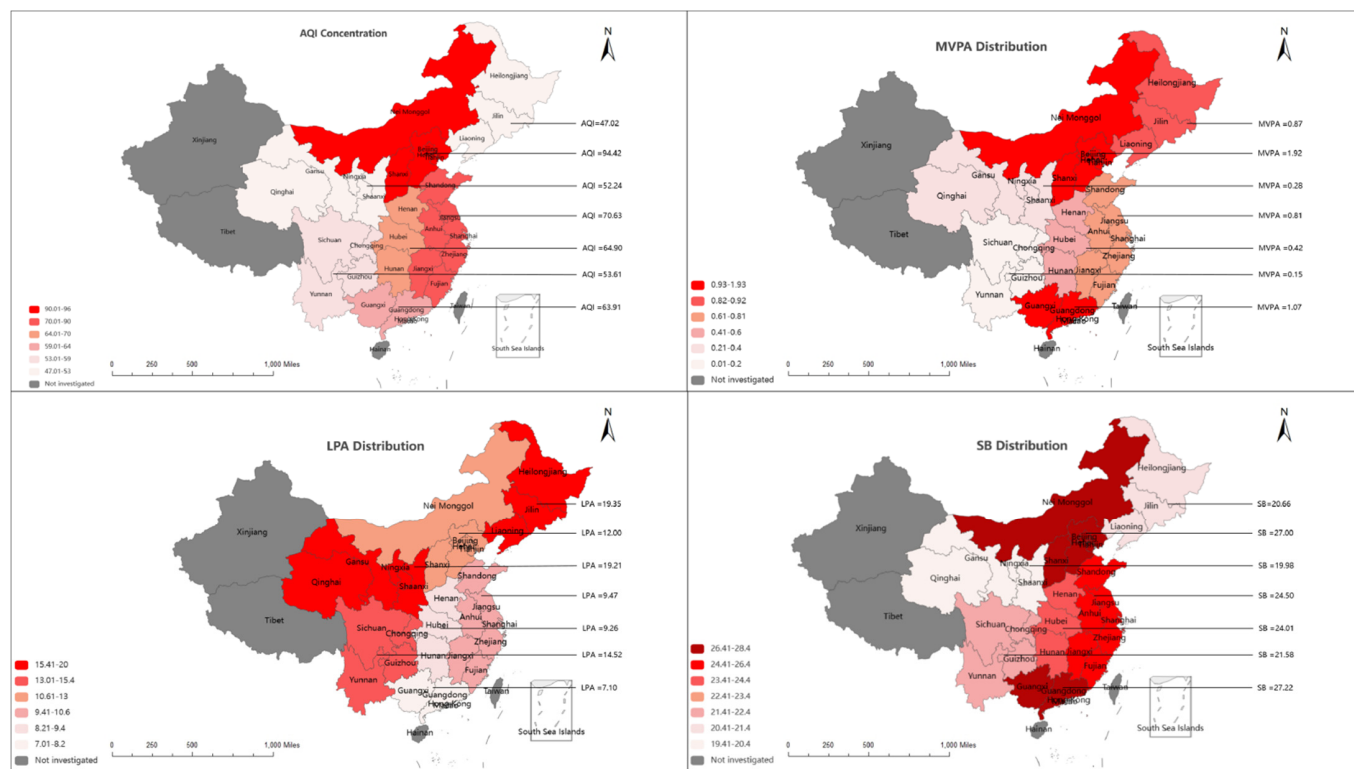 AQI Concentration
N
Heilongjiang
Nei Monggol
Jilin
AQI=47.02
Liaoning
Xinjiang
Beijing
AQI =94.42
Gansu
Ningxia
Shanxi
AQI =52.24
Qinghai
Shandong
Shaanxi
Henan
AQI =70.63
Jiangsu
Tibet
Sichuan
Hubei
Anhui
Shanghai
Chongqing
AQI =64.90
Zhejiang
Hunan
Jiangxi
AQI =53.61
Guizhou
Yunnan
Fujian
Guangxi
Guangdong
Taiwan
AQI =63.91
HongKong
Hainan
South Sea Islands
90.01-96
70.01-90
64.01-70
59.01-64
53.01-59
47.01-53
Not investigated
0 250 500 1,000 Miles
MVPA Distribution
N
Heilongjiang
Nei Monggol
Jilin
MVPA =0.87
Liaoning
Xinjiang
Beijing
MVPA =1.92
Gansu
Ningxia
Shanxi
MVPA =0.28
Qinghai
Shandong
Shaanxi
Henan
Jiangsu
MVPA =0.81
Tibet
Sichuan
Hubei
Anhui
Shanghai
Chongqing
MVPA =0.42
Zhejiang
Hunan
Jiangxi
MVPA =0.15
Guizhou
Yunnan
Fujian
Guangxi
Guangdong
Taiwan
MVPA =1.07
HongKong
Hainan
South Sea Islands
0.93-1.93
0.82-0.92
0.61-0.81
0.41-0.6
0.21-0.4
0.01-0.2
Not investigated
0 250 500 1,000 Miles
LPA Distribution
N
Heilongjiang
Nei Monggol
Jilin
LPA =19.35
Liaoning
Xinjiang
Beijing
Tianjin
LPA =12.00
Gansu
Ningxia
Shanxi
LPA =19.21
Qinghai
Shandong
Shaanxi
Henan
Jiangsu
LPA =9.47
Tibet
Sichuan
Hubei
Anhui
Shanghai
Chongqing
LPA =9.26
Zhejiang
Hunan
Jiangxi
LPA =14.52
Guizhou
Yunnan
Fujian
Guangxi
Guangdong
Taiwan
LPA =7.10
HongKong
Hainan
South Sea Islands
15.41-20
13.01-15.4
10.61-13
9.41-10.6
8.21-9.4
7.01-8.2
Not investigated
0 250 500 1,000 Miles
SB Distribution
N
Heilongjiang
Nei Monggol
Jilin
SB=20.66
Liaoning
Xinjiang
Beijing
SB =27.00
Gansu
Ningxia
Shanxi
SB =19.98
Qinghai
Shandong
Shaanxi
Henan
Jiangsu
SB =24.50
Tibet
Sichuan
Hubei
Anhui
Shanghai
Chongqing
SB =24.01
Zhejiang
Hunan
Jiangxi
SB =21.58
Guizhou
Yunnan
Fujian
Guangxi
Guangdong
Taiwan
SB =27.22
HongKong
Hainan
South Sea Islands
26.41-28.4
24.41-26.4
23.41-24.4
22.41-23.4
21.41-22.4
20.41-21.4
19.41-20.4
Not investigated
0 250 500 1,000 Miles